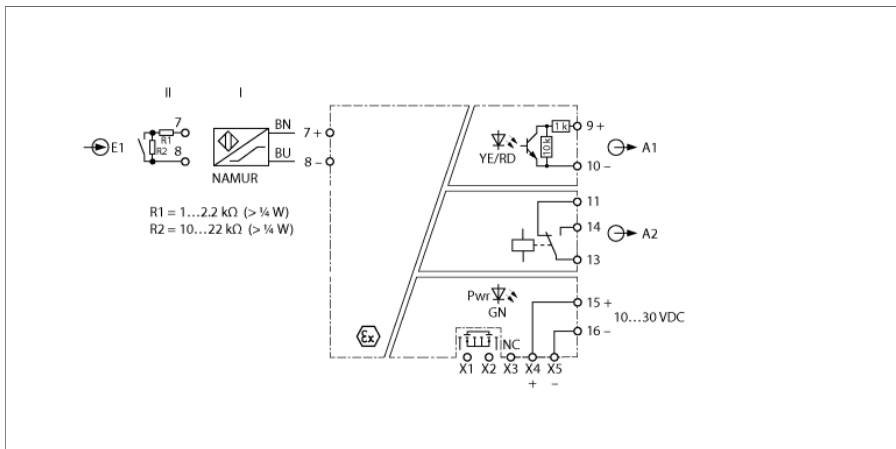 II
I
E1
7
8
R1
R2
BN
BU
NAMUR
7 +
8 –
R1 = 1…2.2 kΩ (> ¼ W)
R2 = 10…22 kΩ (> ¼ W)
YE/RD
1 k
10 k
9 +
10 –
A1
11
14
13
A2
Pwr
GN
15 +
16 –
10…30 VDC
Ex
NC
X1 X2 X3 X4 X5
+ –